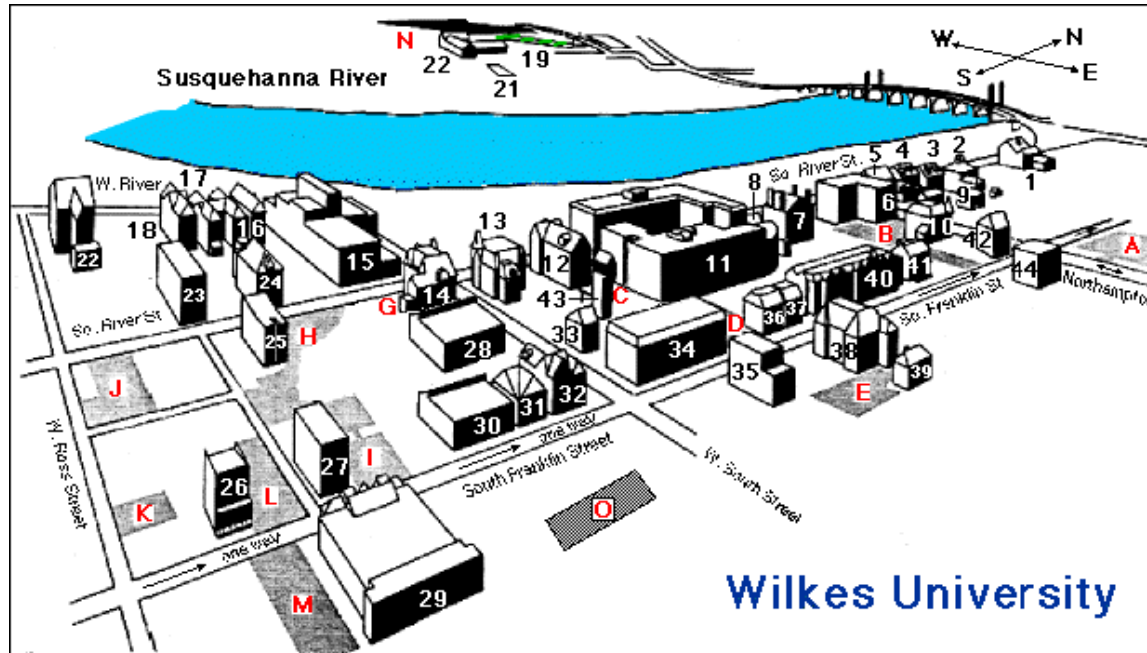 N
22
19
21
W
N
S
E
Susquehanna River
W. River
17
18
16
22
23
24
15
13
12
14
G
43
C
11
8
So. River St.
5
4
3
2
1
7
6
9
B
10
42
41
40
44
A
Northampton
So. Franklin St
So. River St
25
H
28
33
34
D
36
37
35
38
39
E
J
30
31
32
one way
South Franklin Street
W. South Street
W. Ross Street
K
26
L
27
I
one way
M
29
O
Wilkes University